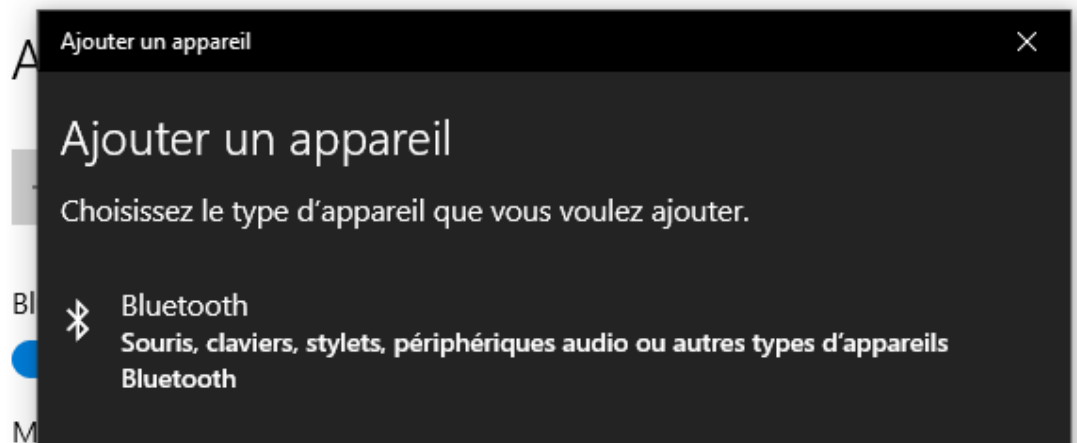 Ajouter un appareil
A
Ajouter un appareil
Choisissez le type d’appareil que vous voulez ajouter.
Bl
Bluetooth
Souris, claviers, stylets, périphériques audio ou autres types d’appareils
Bluetooth
M